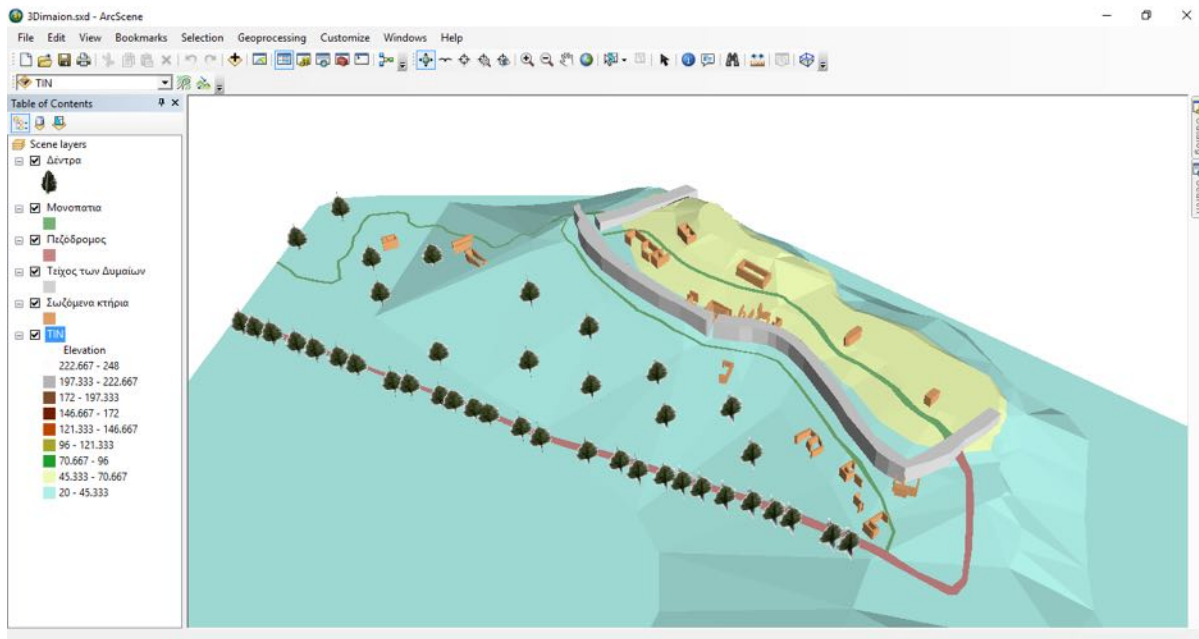 3Dimaion.sxd - ArcScene
File Edit View Bookmarks Selection Geoprocessing Customize Windows Help
TIN
Table of Contents
Scene layers
Δέντρα
Μονοπατια
Πεζόδρομος
Τείχος των Δυμαίων
Σωζόμενα κτήρια
TIN
Elevation
222.667 - 248
197.333 - 222.667
172 - 197.333
146.667 - 172
121.333 - 146.667
96 - 121.333
70.667 - 96
45.333 - 70.667
20 - 45.333